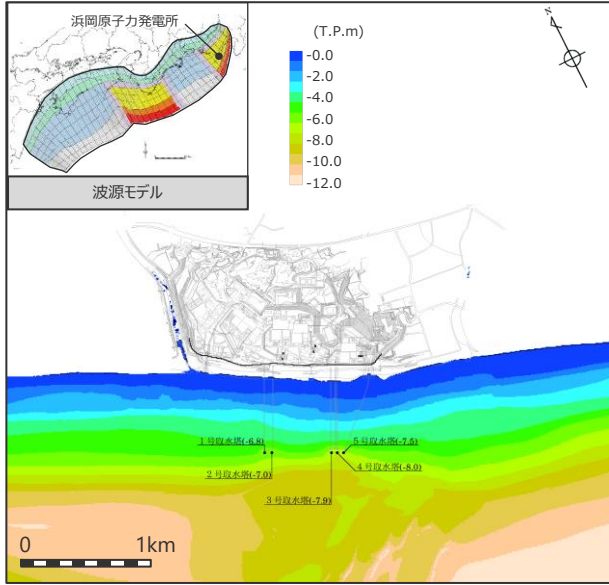 浜岡原子力発電所
波源モデル
(T.P.m)
-0.0
-2.0
-4.0
-6.0
-8.0
-10.0
-12.0
N
1号取水塔(-6.8)
5号取水塔(-7.5)
2号取水塔(-7.0)
4号取水塔(-8.0)
3号取水塔(-7.9)
0 1km